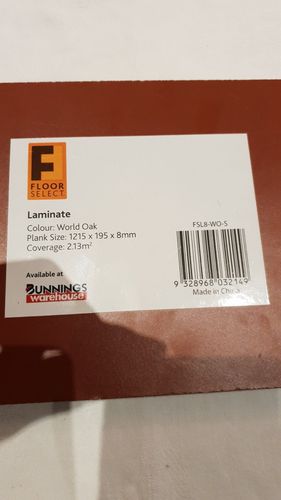 F
FLOOR
SELECT
Laminate
Colour: World Oak
Plank Size: 1215 x 195 x 8mm
Coverage: 2.13m²
Available at
BUNNINGS
warehouse
FSL8-WO-S
9 328968 032149
Made in China